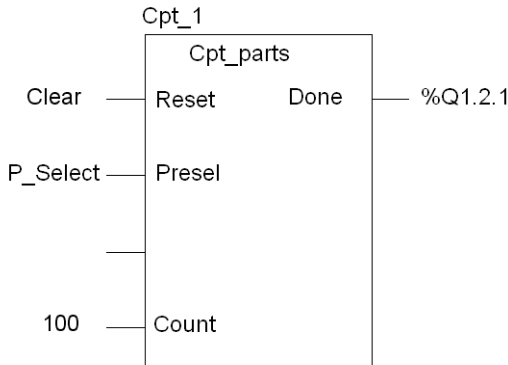 Cpt_1
Cpt_parts
Clear Reset Done %Q1.2.1
P_Select Presel
100 Count